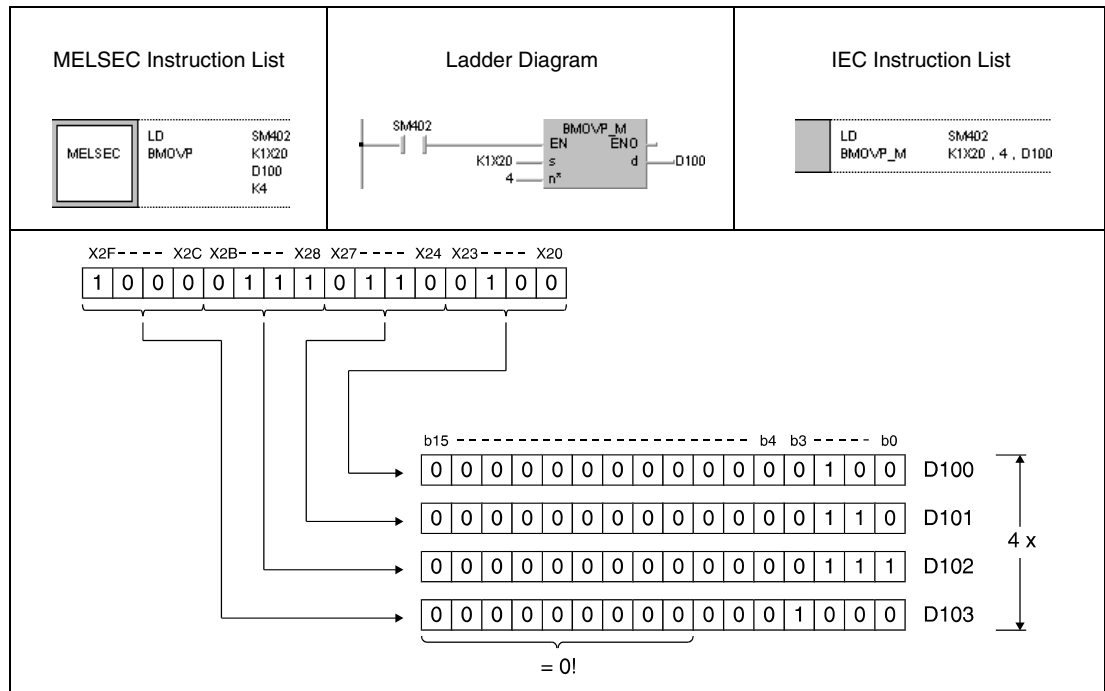 MELSEC Instruction List
Ladder Diagram
IEC Instruction List
MELSEC
LD SM402
BMOVP K1X20
D100
K4
SM402
BMOVP_M
EN ENO
K1X20 s d D100
4 n*
LD SM402
BMOVP_M K1X20 , 4 , D100
X2F---- X2C X2B---- X28 X27---- X24 X23---- X20
1 0 0 0 0 1 1 1 0 1 1 0 0 1 0 0
b15 ---- b4 b3 ---- b0
0 0 0 0 0 0 0 0 0 0 0 0 0 1 0 0 D100
0 0 0 0 0 0 0 0 0 0 0 0 0 1 1 0 D101
4 x
0 0 0 0 0 0 0 0 0 0 0 0 0 1 1 1 D102
0 0 0 0 0 0 0 0 0 0 0 0 1 0 0 0 D103
= 0!